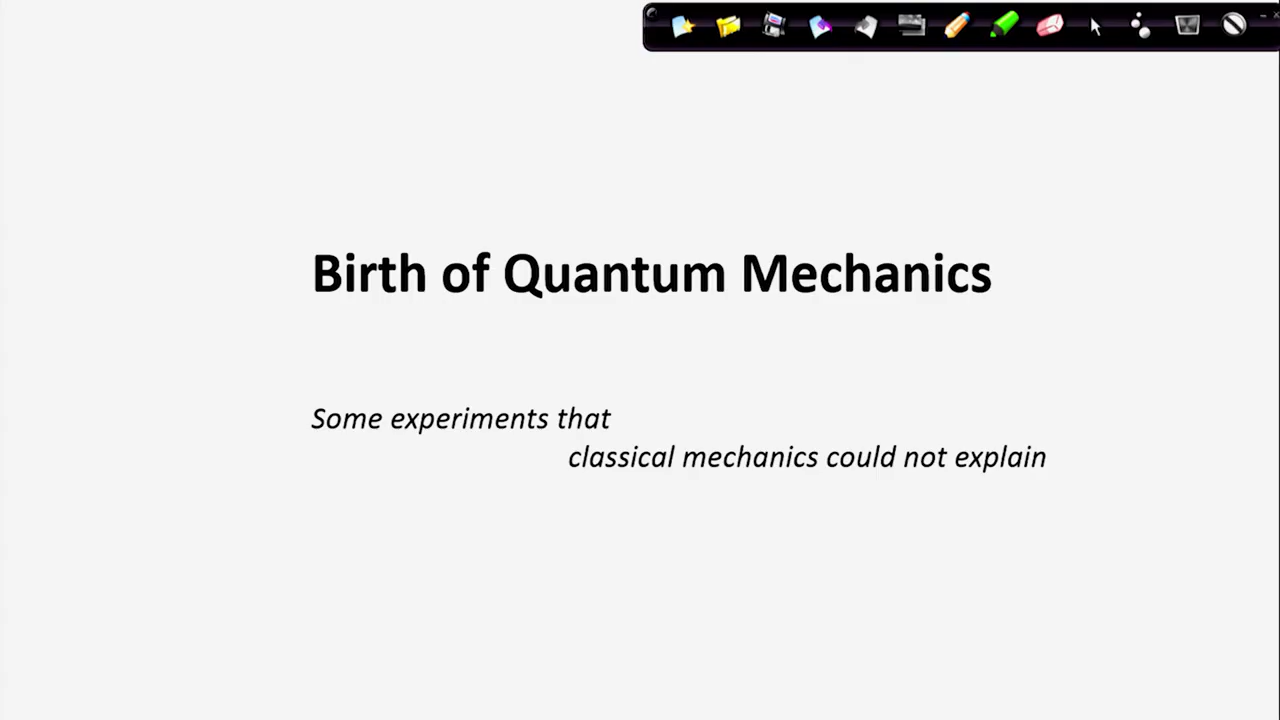 Birth of Quantum Mechanics
Some experiments that
classical mechanics could not explain